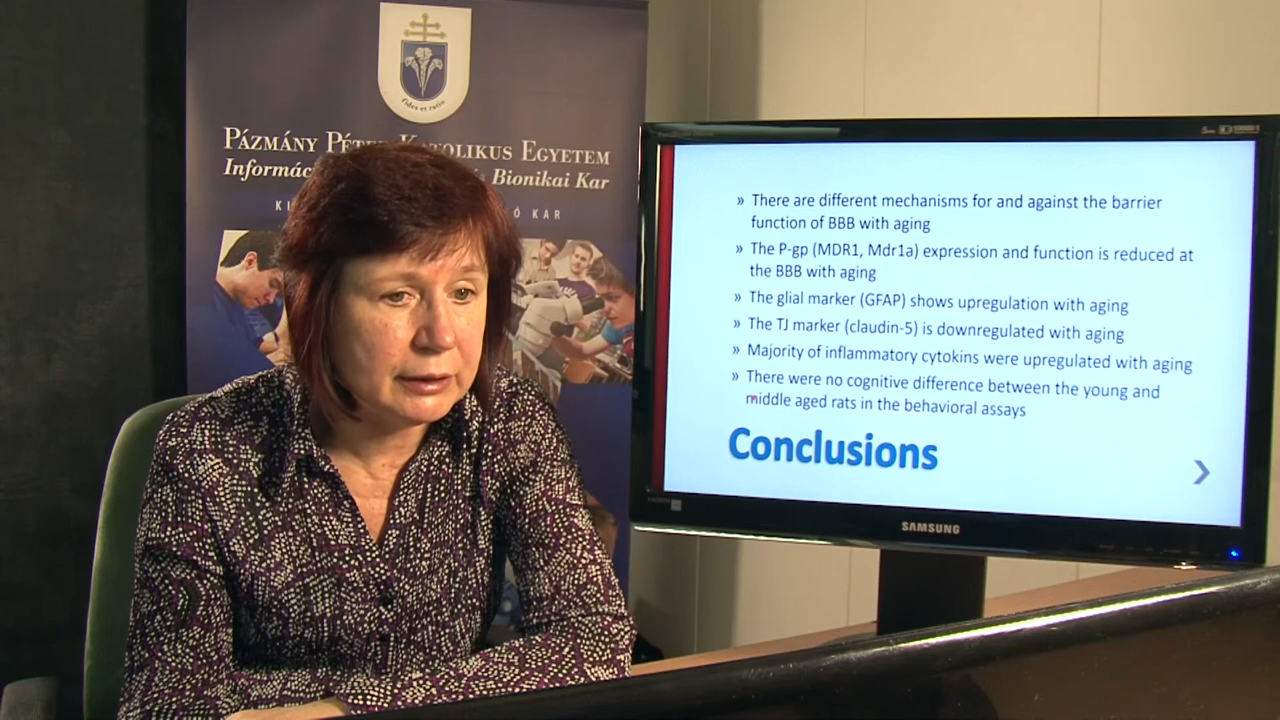 fides et ratio
PÁZMÁNY PÉTER KATOLIKUS EGYETEM
Bionikai Kar
Ó KAR
» There are different mechanisms for and against the barrier
function of BBB with aging
» The P-gp (MDR1, Mdr1a) expression and function is reduced at
the BBB with aging
» The glial marker (GFAP) shows upregulation with aging
» The TJ marker (claudin-5) is downregulated with aging
» Majority of inflammatory cytokins were upregulated with aging
» There were no cognitive difference between the young and
middle aged rats in the behavioral assays
Conclusions
SAMSUNG